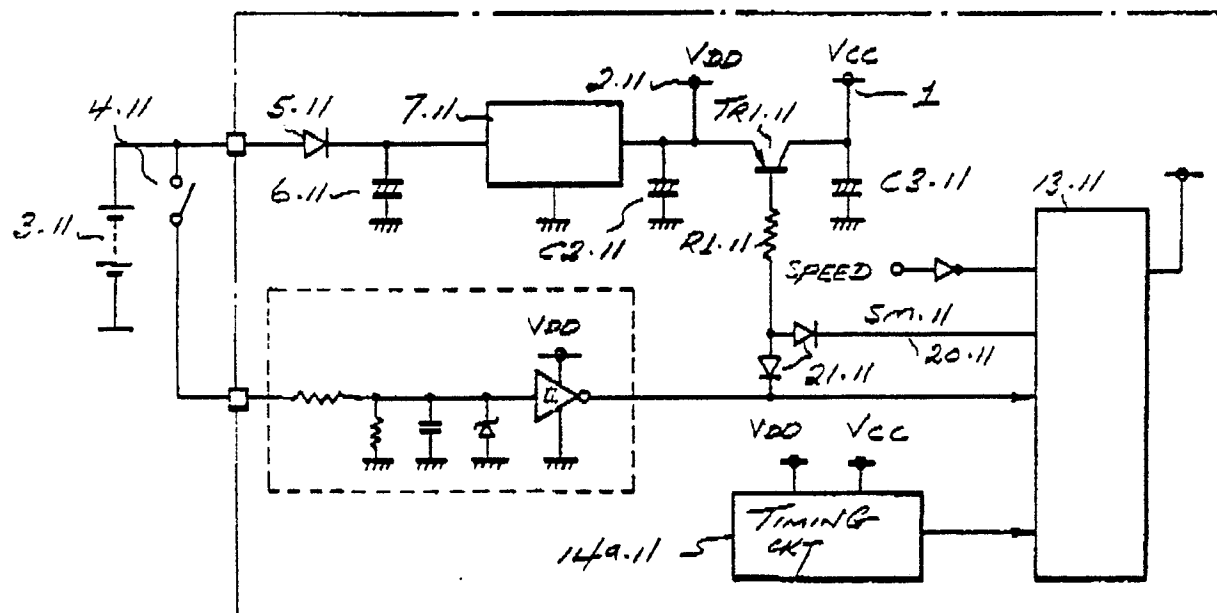 VDD
VCC
2.11
4.11
5.11
7.11
TR1.11
1
6.11
C3.11
13.11
3.11
C2.11
R1.11
SPEED
SM.11
VDD
20.11
21.11
VDD
VCC
TIMING
CKT
14a.11